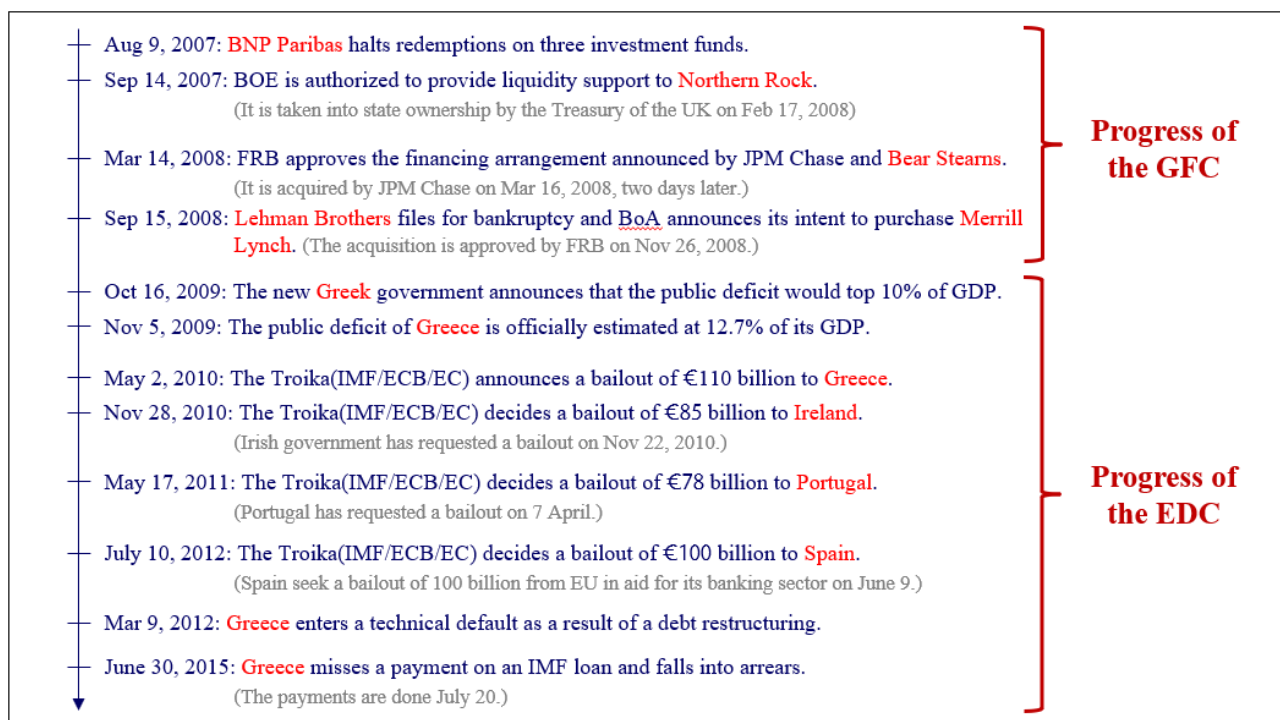 Aug 9, 2007: BNP Paribas halts redemptions on three investment funds.
Sep 14, 2007: BOE is authorized to provide liquidity support to Northern Rock.
(It is taken into state ownership by the Treasury of the UK on Feb 17, 2008)
Mar 14, 2008: FRB approves the financing arrangement announced by JPM Chase and Bear Stearns.
(It is acquired by JPM Chase on Mar 16, 2008, two days later.)
Sep 15, 2008: Lehman Brothers files for bankruptcy and BoA announces its intent to purchase Merrill
Lynch. (The acquisition is approved by FRB on Nov 26, 2008.)
Progress of
the GFC
Oct 16, 2009: The new Greek government announces that the public deficit would top 10% of GDP.
Nov 5, 2009: The public deficit of Greece is officially estimated at 12.7% of its GDP.
May 2, 2010: The Troika(IMF/ECB/EC) announces a bailout of €110 billion to Greece.
Nov 28, 2010: The Troika(IMF/ECB/EC) decides a bailout of €85 billion to Ireland.
(Irish government has requested a bailout on Nov 22, 2010.)
May 17, 2011: The Troika(IMF/ECB/EC) decides a bailout of €78 billion to Portugal.
(Portugal has requested a bailout on 7 April.)
July 10, 2012: The Troika(IMF/ECB/EC) decides a bailout of €100 billion to Spain.
(Spain seek a bailout of 100 billion from EU in aid for its banking sector on June 9.)
Mar 9, 2012: Greece enters a technical default as a result of a debt restructuring.
June 30, 2015: Greece misses a payment on an IMF loan and falls into arrears.
(The payments are done July 20.)
Progress of
the EDC